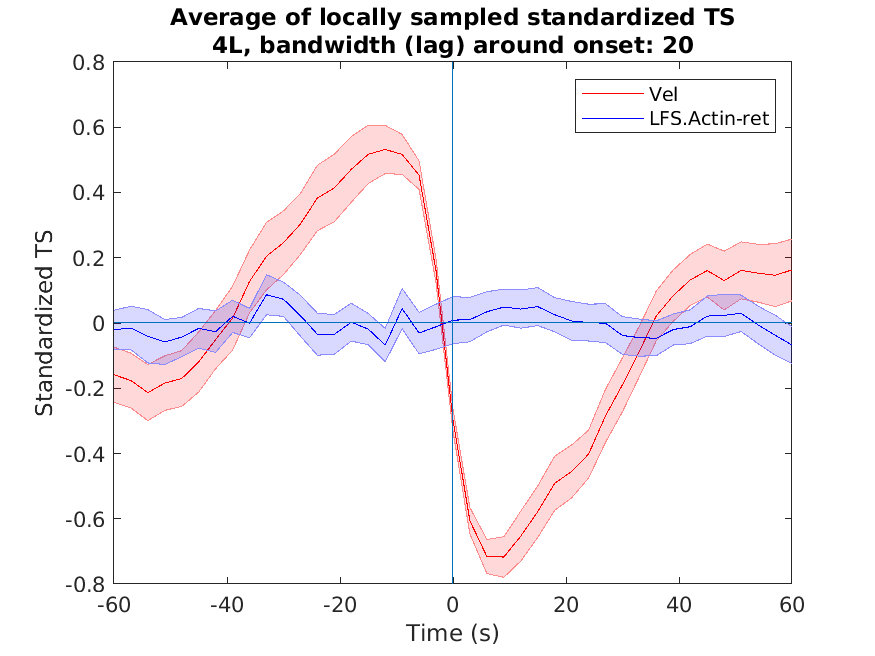 Average of locally sampled standardized TS
4L, bandwidth (lag) around onset: 20
Vel
LFS.Actin-ret
Standardized TS
0.8
0.6
0.4
0.2
0
-0.2
-0.4
-0.6
-0.8
-60
-40
-20
0
20
40
60
Time (s)